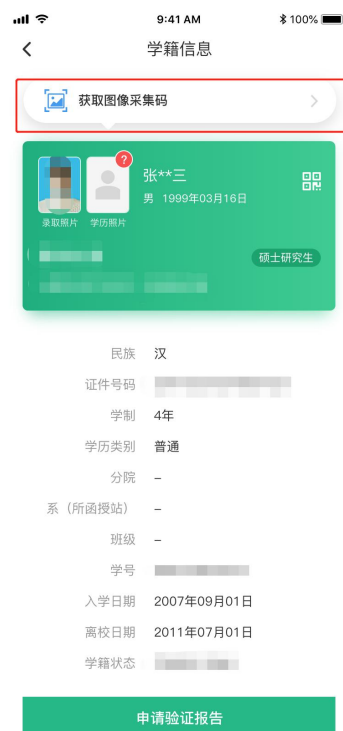 9:41 AM
100%
学籍信息
获取图像采集码
?
张**三
男 1999年03月16日
录取照片 学历照片
硕士研究生
民族 汉
证件号码
学制 4年
学历类别 普通
分院 –
系（所函授站） –
班级 –
学号
入学日期 2007年09月01日
离校日期 2011年07月01日
学籍状态
申请验证报告